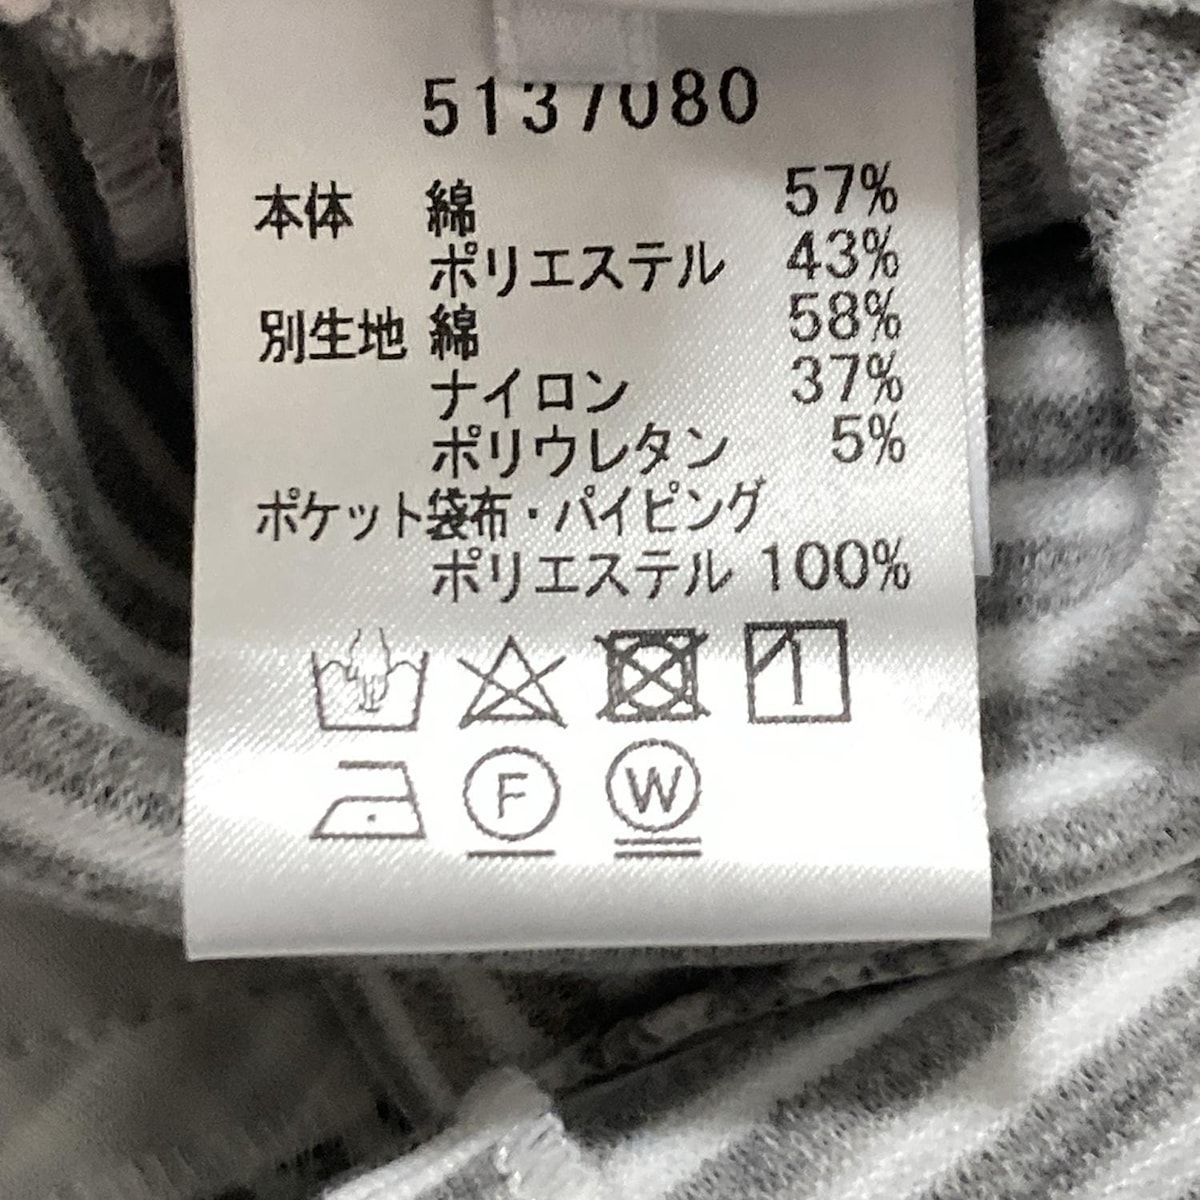 5137080
本体 綿 57%
ポリエステル 43%
別生地 綿 58%
ナイロン 37%
ポリウレタン 5%
ポケット袋布・パイピング
ポリエステル 100%
F W